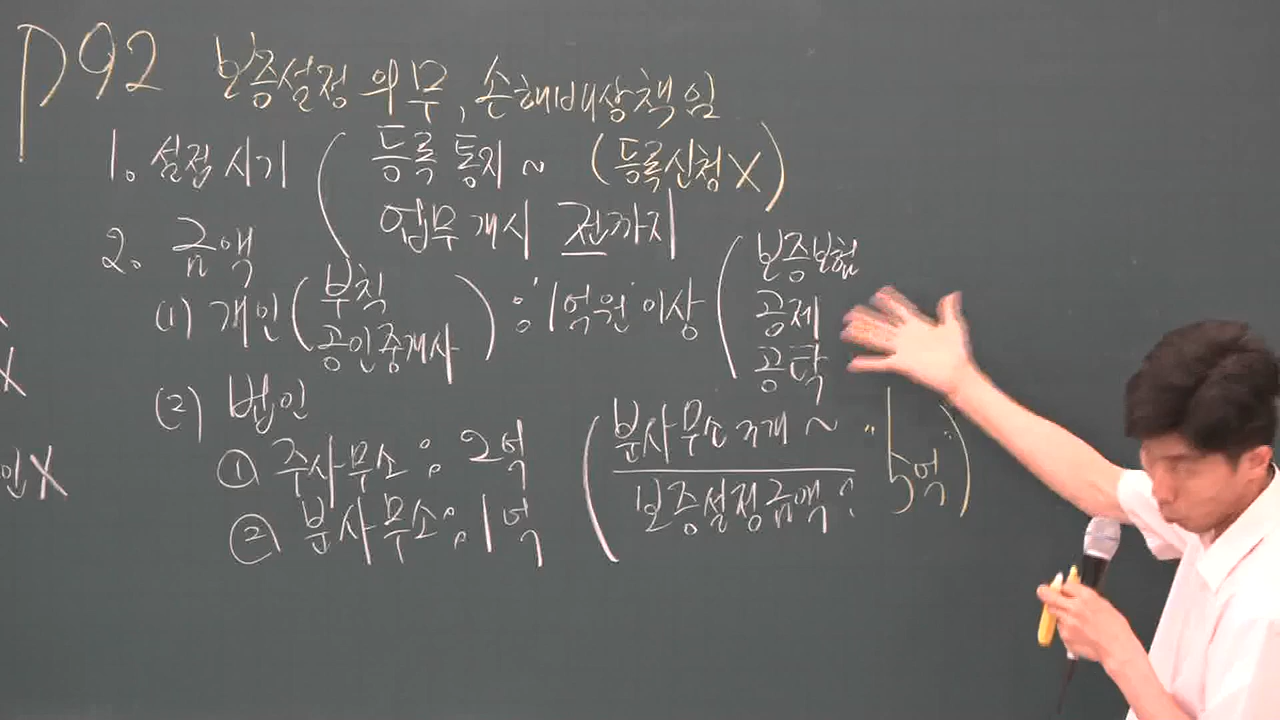 P92 보증설정 의무, 손해배상책임
1. 설정시기 ( 등록 통지 ~ (등록신청 X)
업무개시 전까지 )
2. 금액
(1) 개인 ( 부칙
공인중개사 ) : 1억원 이상 ( 보증보험
공제
공탁
(2) 법인
① 주사무소 : 2억
② 분사무소 : 1억
( 분사무소 3개 ~
보증설정금액? "5억" )
X
인X